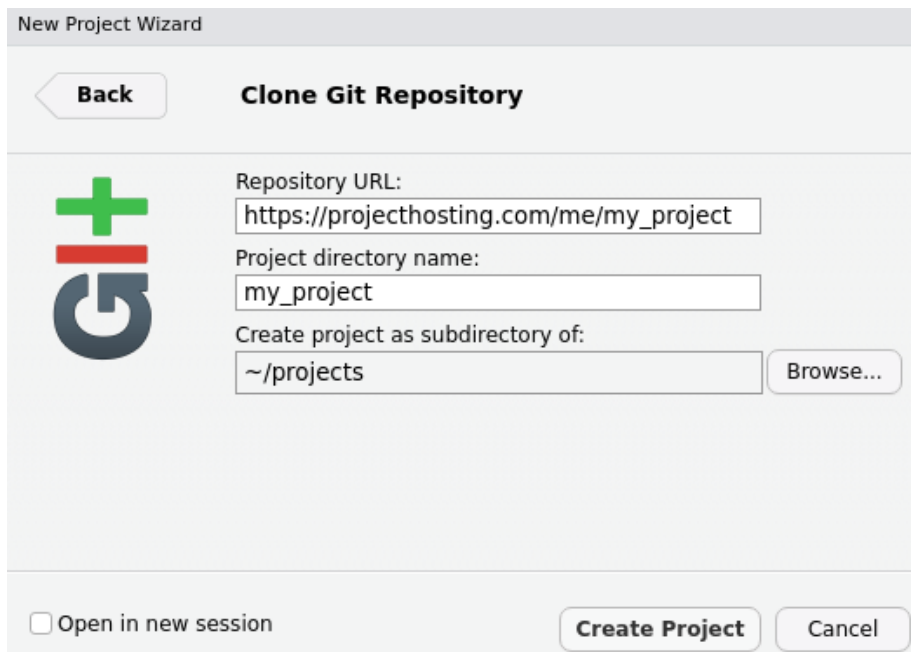 New Project Wizard
Back
Clone Git Repository
GIt
Repository URL:
https://projecthosting.com/me/my_project
Project directory name:
my_project
Create project as subdirectory of:
~/projects
Browse...
Open in new session
Create Project
Cancel